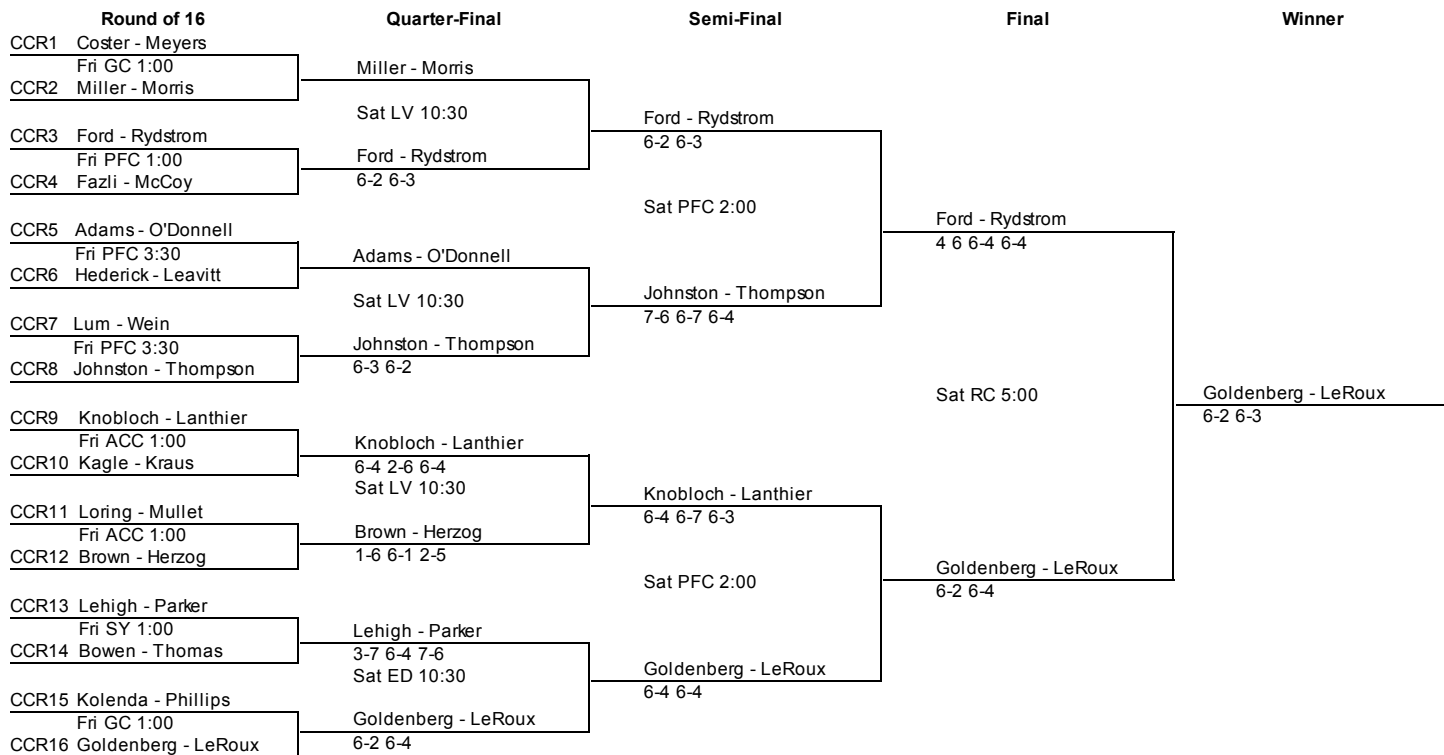 Round of 16 Quarter-Final Semi-Final Final Winner
CCR1 Coster - Meyers
Fri GC 1:00
CCR2 Miller - Morris
CCR3 Ford - Rydstrom
Fri PFC 1:00
CCR4 Fazli - McCoy
CCR5 Adams - O'Donnell
Fri PFC 3:30
CCR6 Hederick - Leavitt
CCR7 Lum - Wein
Fri PFC 3:30
CCR8 Johnston - Thompson
CCR9 Knobloch - Lanthier
Fri ACC 1:00
CCR10 Kagle - Kraus
CCR11 Loring - Mullet
Fri ACC 1:00
CCR12 Brown - Herzog
CCR13 Lehigh - Parker
Fri SY 1:00
CCR14 Bowen - Thomas
CCR15 Kolenda - Phillips
Fri GC 1:00
CCR16 Goldenberg - LeRoux
Miller - Morris
Sat LV 10:30
Ford - Rydstrom
6-2 6-3
Adams - O'Donnell
Sat LV 10:30
Johnston - Thompson
6-3 6-2
Knobloch - Lanthier
6-4 2-6 6-4
Sat LV 10:30
Brown - Herzog
1-6 6-1 2-5
Lehigh - Parker
3-7 6-4 7-6
Sat ED 10:30
Goldenberg - LeRoux
6-2 6-4
Ford - Rydstrom
6-2 6-3
Sat PFC 2:00
Johnston - Thompson
7-6 6-7 6-4
Knobloch - Lanthier
6-4 6-7 6-3
Sat PFC 2:00
Goldenberg - LeRoux
6-4 6-4
Ford - Rydstrom
4 6 6-4 6-4
Sat RC 5:00
Goldenberg - LeRoux
6-2 6-4
Goldenberg - LeRoux
6-2 6-3